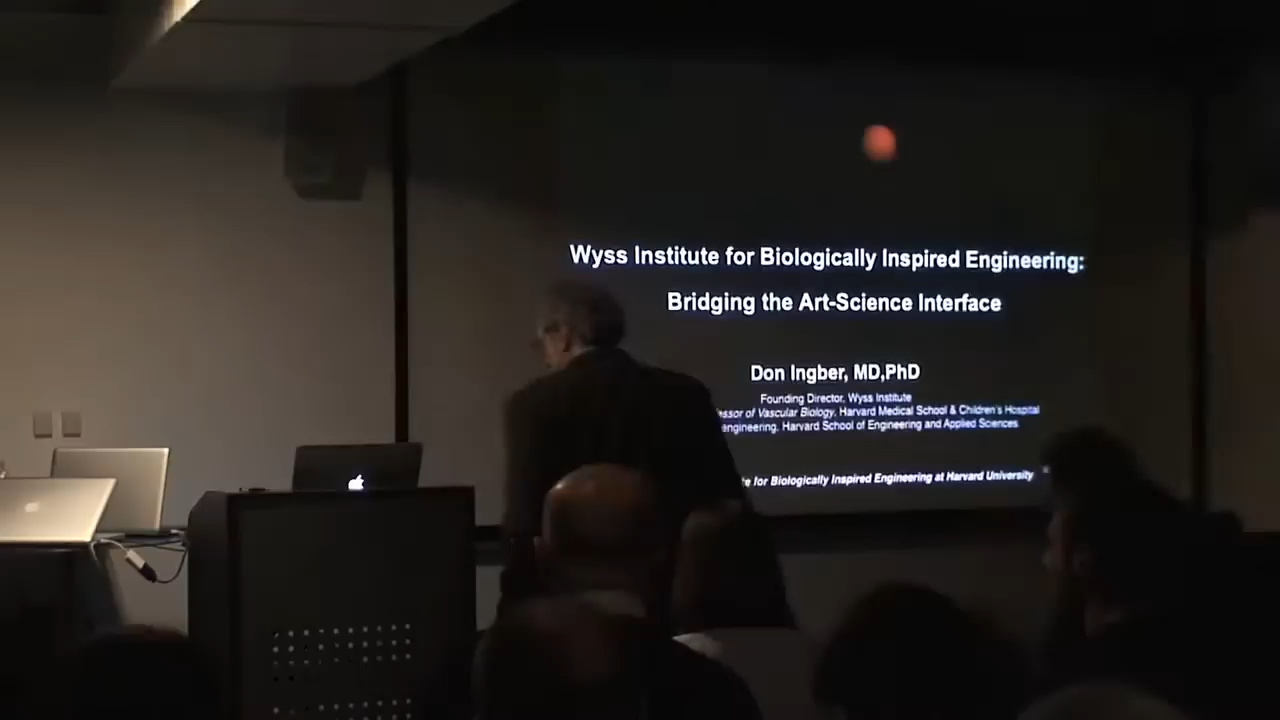 Wyss Institute for Biologically Inspired Engineering:
Bridging the Art-Science Interface
Don Ingber, MD,PhD
Founding Director, Wyss Institute
of Vascular Biology, Harvard Medical School & Children's Hospital
engineering, Harvard School of Engineering and Applied Sciences
for Biologically Inspired Engineering at Harvard University